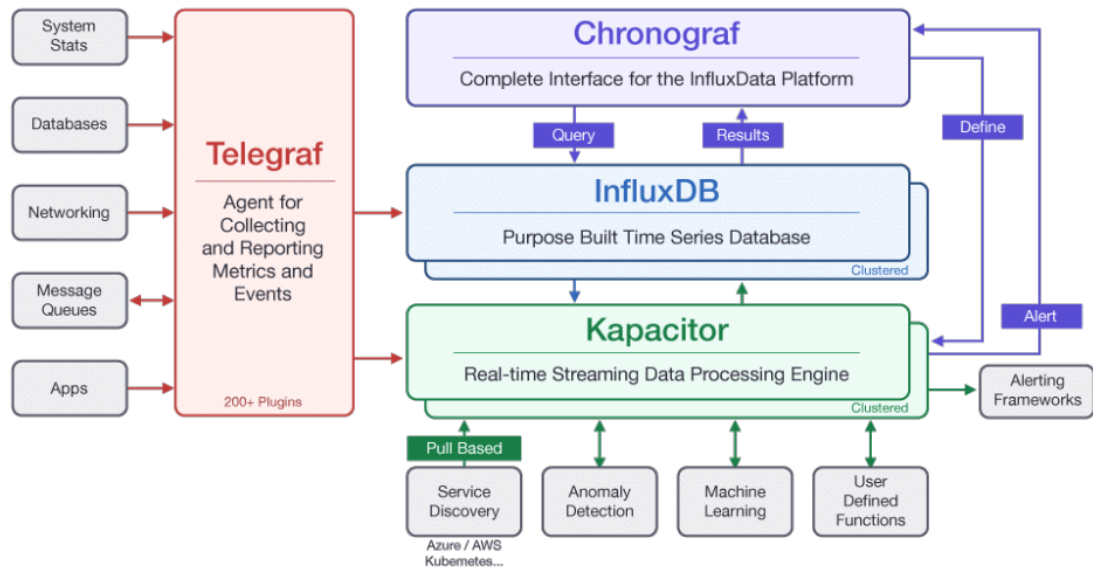 System
Stats
Databases
Networking
Message
Queues
Apps
Telegraf
Agent for
Collecting
and Reporting
Metrics and
Events
200+ Plugins
Chronograf
Complete Interface for the InfluxData Platform
Query
Results
Define
InfluxDB
Purpose Built Time Series Database
Clustered
Alert
Kapacitor
Real-time Streaming Data Processing Engine
Clustered
Alerting
Frameworks
Pull Based
Service
Discovery
Azure / AWS
Kubernetes...
Anomaly
Detection
Machine
Learning
User
Defined
Functions